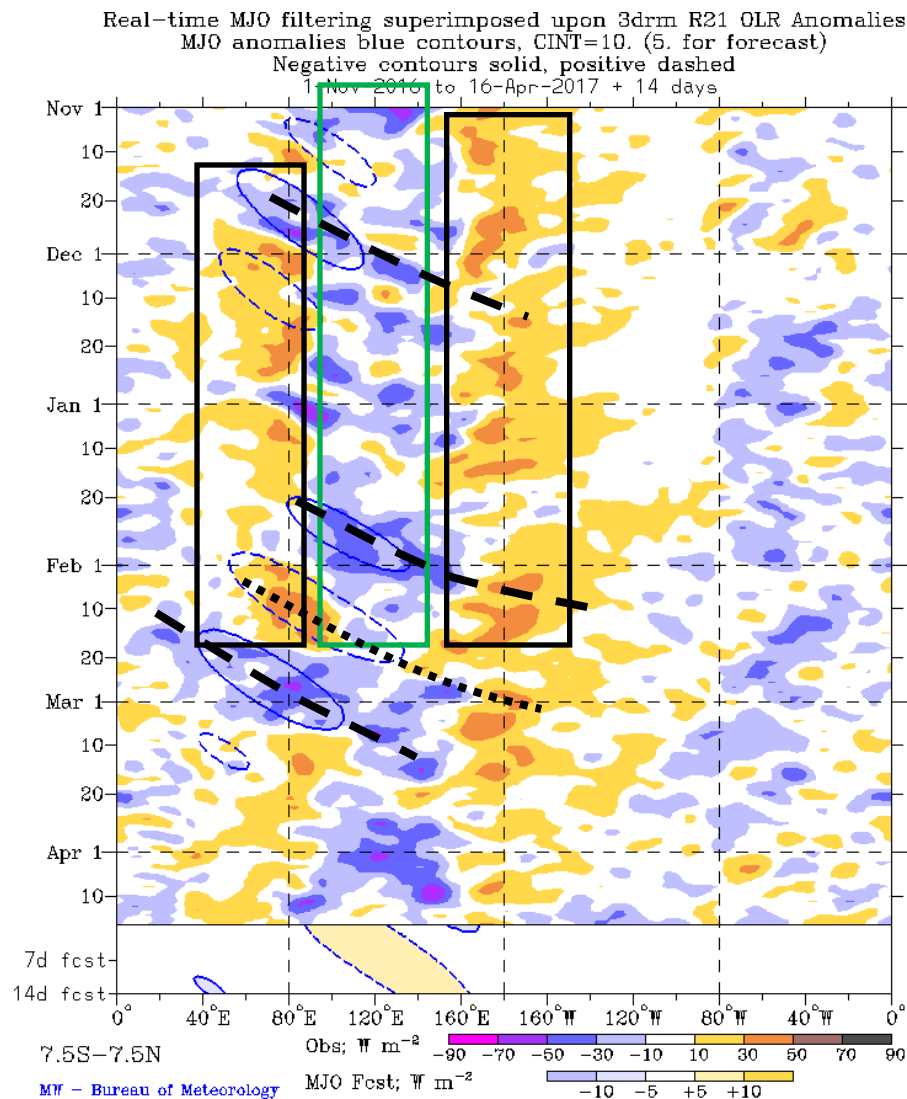 Real-time MJO filtering superimposed upon 3drm R21 OLR Anomalies
MJO anomalies blue contours, CINT=10. (5. for forecast)
Negative contours solid, positive dashed
1-Nov-2016 to 16-Apr-2017 + 14 days
Nov 1
10
20
Dec 1
10
20
Jan 1
10
20
Feb 1
10
20
Mar 1
10
20
Apr 1
10
7d fcst
14d fcst
0° 40°E 80°E 120°E 160°E 160°W 120°W 80°W 40°W 0°
7.5S-7.5N
Obs; W m⁻²
-90 -70 -50 -30 -10 10 30 50 70 90
MW - Bureau of Meteorology
MJO Fcst; W m⁻²
-10 -5 +5 +10